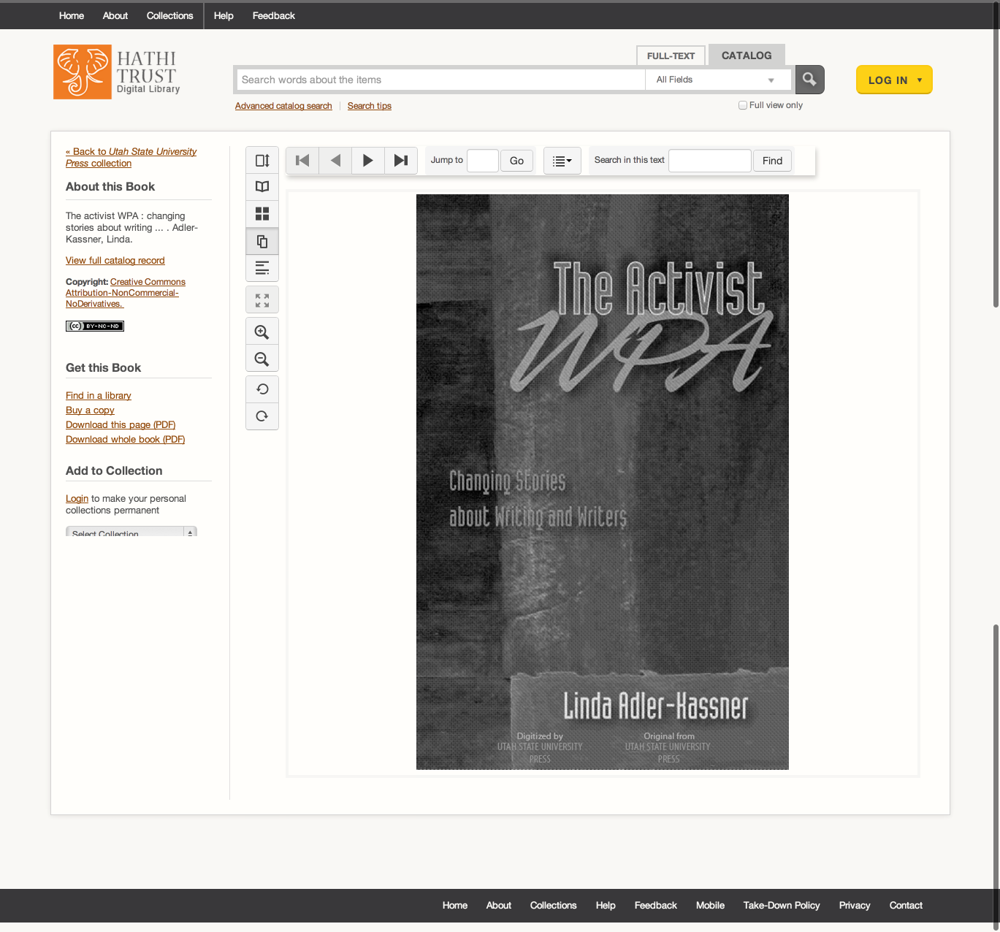 Home About Collections Help Feedback
HATHI
TRUST
Digital Library
FULL-TEXT CATALOG
Search words about the items All Fields
LOG IN
Advanced catalog search Search tips Full view only
« Back to Utah State University
Press collection
About this Book
The activist WPA : changing
stories about writing ... . Adler-
Kassner, Linda.
View full catalog record
Copyright: Creative Commons
Attribution-NonCommercial-
NoDerivatives.
(cc) BY-NC-ND
Get this Book
Find in a library
Buy a copy
Download this page (PDF)
Download whole book (PDF)
Add to Collection
Login to make your personal
collections permanent
Select Collection
Jump to Go Search in this text Find
The Activist
WPA
Changing Stories
about Writing and Writers
Linda Adler-Kassner
Digitized by
UTAH STATE UNIVERSITY
PRESS
Original from
UTAH STATE UNIVERSITY
PRESS
Home About Collections Help Feedback Mobile Take-Down Policy Privacy Contact